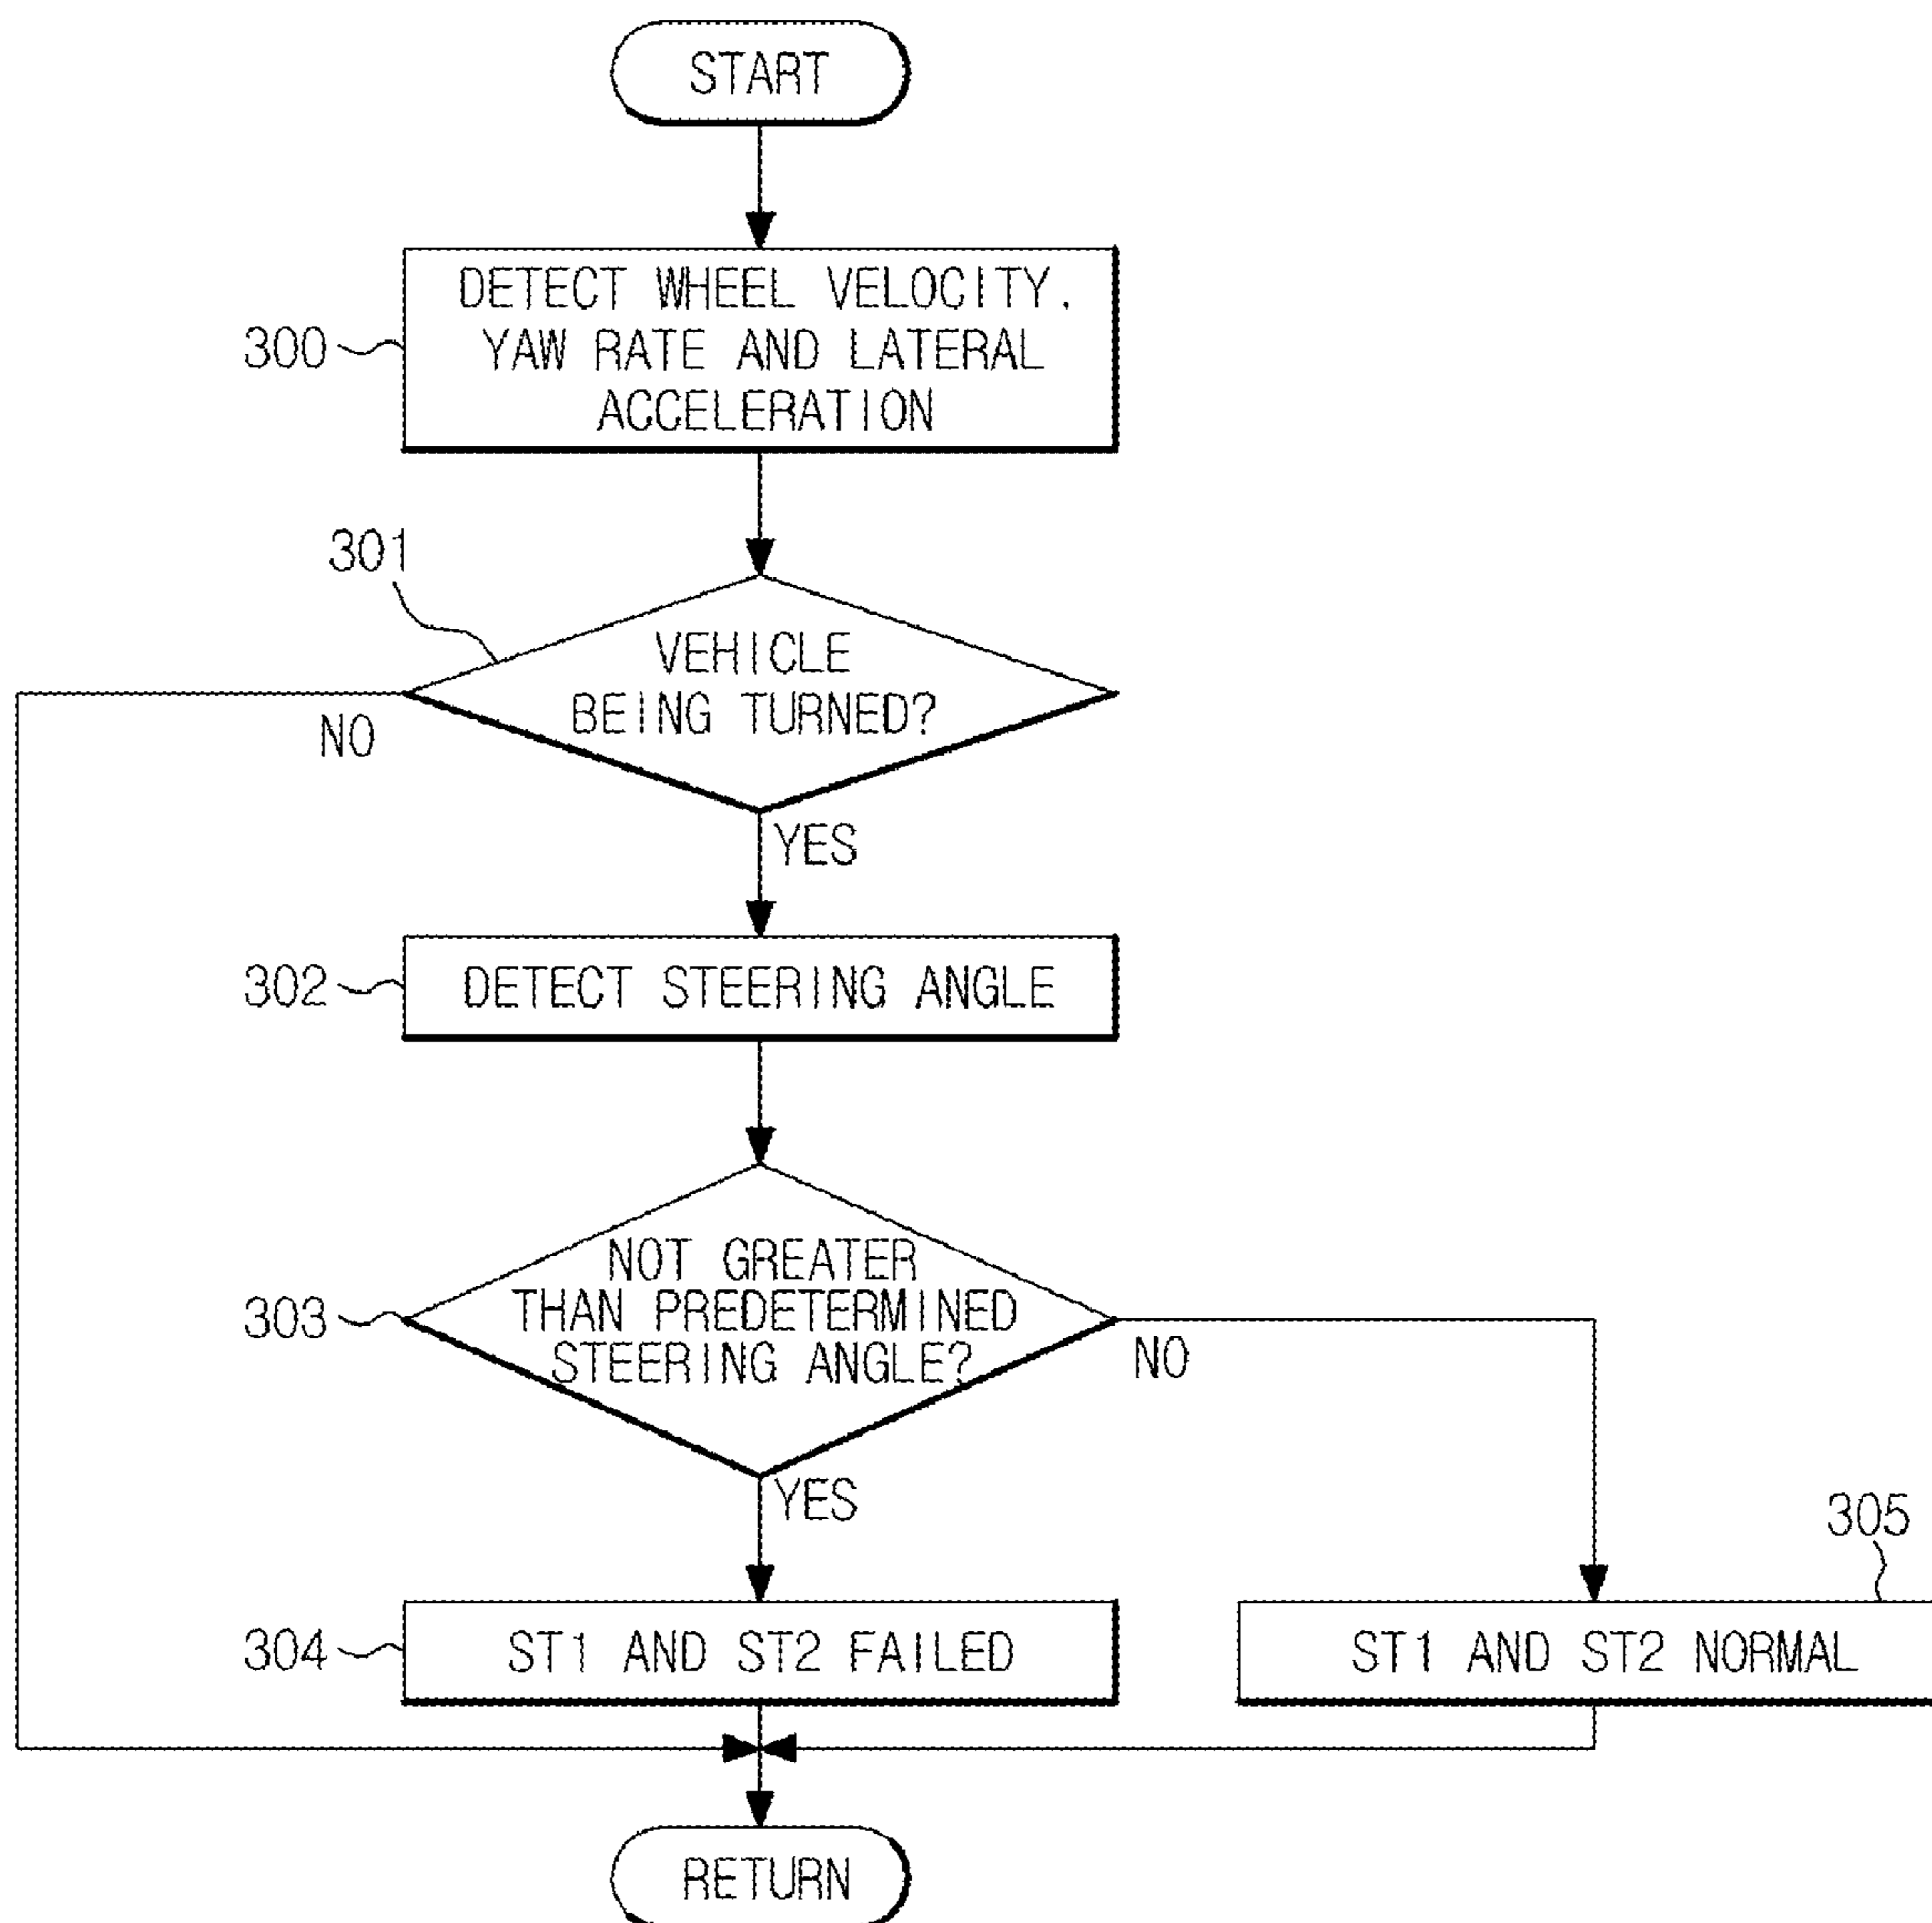 START
DETECT WHEEL VELOCITY.
YAW RATE AND LATERAL
ACCELERATION
300
301
VEHICLE
BEING TURNED?
NO
YES
302
DETECT STEERING ANGLE
NOT GREATER
THAN PREDETERMINED
STEERING ANGLE?
303
NO
YES
305
304
ST1 AND ST2 FAILED
ST1 AND ST2 NORMAL
RETURN